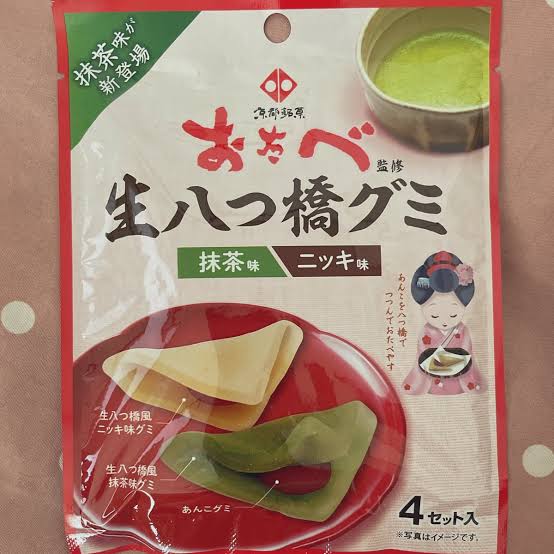 抹茶味が
新登場
京都銘菓
おたべ
監修
生八つ橋グミ
抹茶味
ニッキ味
あんこを八つ橋で
つつんでおたべやす
生八つ橋風
ニッキ味グミ
生八つ橋風
抹茶味グミ
あんこグミ
4セット入
※写真はイメージです。